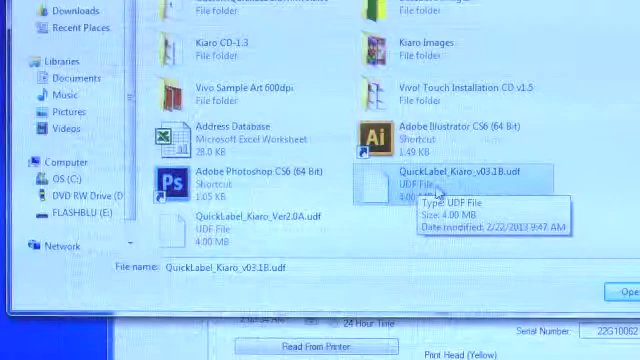 Downloads
File folder
File folder
Recent Places
Kiaro CD-1.3
File folder
Kiaro Images
File folder
Libraries
Documents
Music
Pictures
Videos
Vivo Sample Art 600dpi
File folder
Vivo! Touch Installation CD v1.5
File folder
Address Database
Microsoft Excel Worksheet
28.0 KB
Adobe Illustrator CS6 (64 Bit)
Shortcut
1.49 KB
Computer
OS (C:)
DVD RW Drive (D
FLASHBLU (E:)
Adobe Photoshop CS6 (64 Bit)
Shortcut
1.05 KB
QuickLabel_Kiaro_v03.1B.udf
UDF File
4.00 MB
Type: UDF File
Size: 4.00 MB
Date modified: 2/22/2013 9:47 AM
QuickLabel_Kiaro_Ver2.0A.udf
UDF File
4.00 MB
Network
File name:
QuickLabel_Kiaro_v03.1B.udf
Ope
24 Hour Time
Read From Printer
Serial Number:
22G10062
Print Head (Yellow)